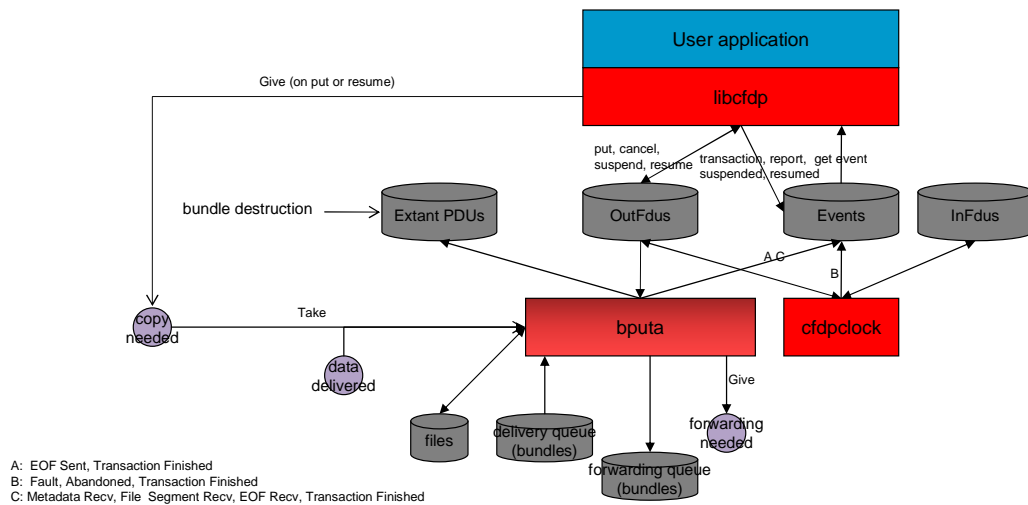 User application
Give (on put or resume)
libcfdp
put, cancel,
suspend, resume
transaction, report,
suspended, resumed
get event
bundle destruction
Extant PDUs
OutFdus
Events
InFdus
A C
B
copy
needed
Take
bputa
cfdpclock
data
delivered
Give
files
delivery queue
(bundles)
forwarding
needed
forwarding queue
(bundles)
A: EOF Sent, Transaction Finished
B: Fault, Abandoned, Transaction Finished
C: Metadata Recv, File Segment Recv, EOF Recv, Transaction Finished